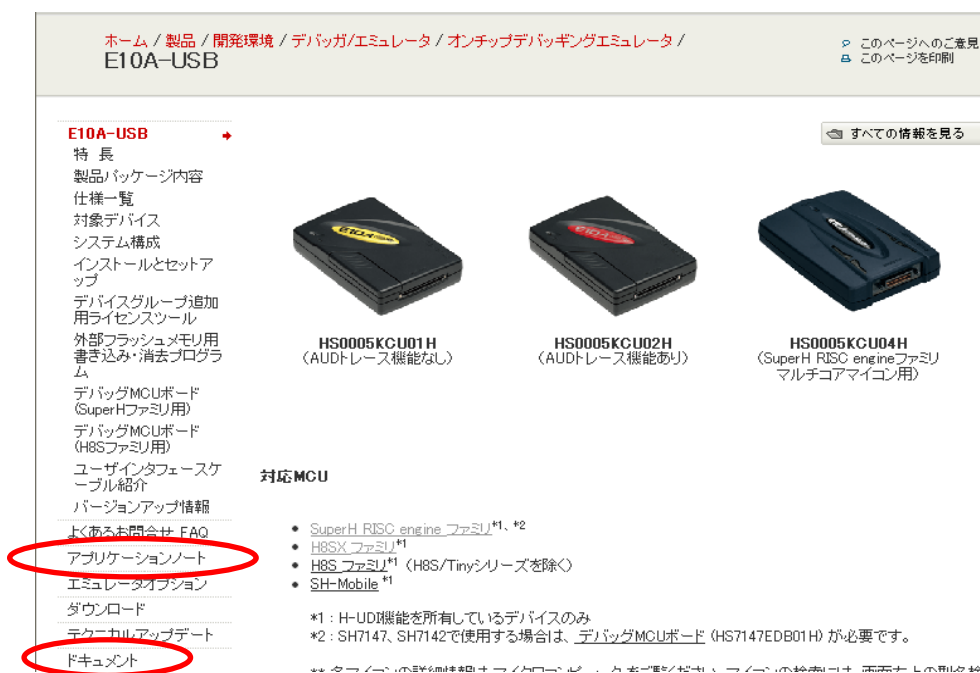 ホーム / 製品 / 開発環境 / デバッガ/エミュレータ / オンチップデバッギングエミュレータ /
E10A-USB
このページへのご意見
このページを印刷
すべての情報を見る
E10A-USB
特 長
製品パッケージ内容
仕様一覧
対象デバイス
システム構成
インストールとセットア
ップ
デバイスグループ追加
用ライセンスツール
外部フラッシュメモリ用
書き込み・消去プログラ
ム
デバッグMCUボード
(SuperHファミリ用)
デバッグMCUボード
(H8Sファミリ用)
ユーザインタフェースケ
ーブル紹介
バージョンアップ情報
よくあるお問合せ FAQ
アプリケーションノート
エミュレータオプション
ダウンロード
テクニカルアップデート
ドキュメント
E10A
E10A
HS0005KCU01H
(AUDトレース機能なし)
HS0005KCU02H
(AUDトレース機能あり)
HS0005KCU04H
(SuperH RISC engineファミリ
マルチコアマイコン用)
対応MCU
• SuperH RISC engine ファミリ*1、*2
• H8SX ファミリ*1
• H8S ファミリ*1 (H8S/Tinyシリーズを除く)
• SH-Mobile *1
*1 : H-UDI機能を所有しているデバイスのみ
*2 : SH7147、SH7142で使用する場合は、 デバッグMCUボード (HS7147EDB01H) が必要です。